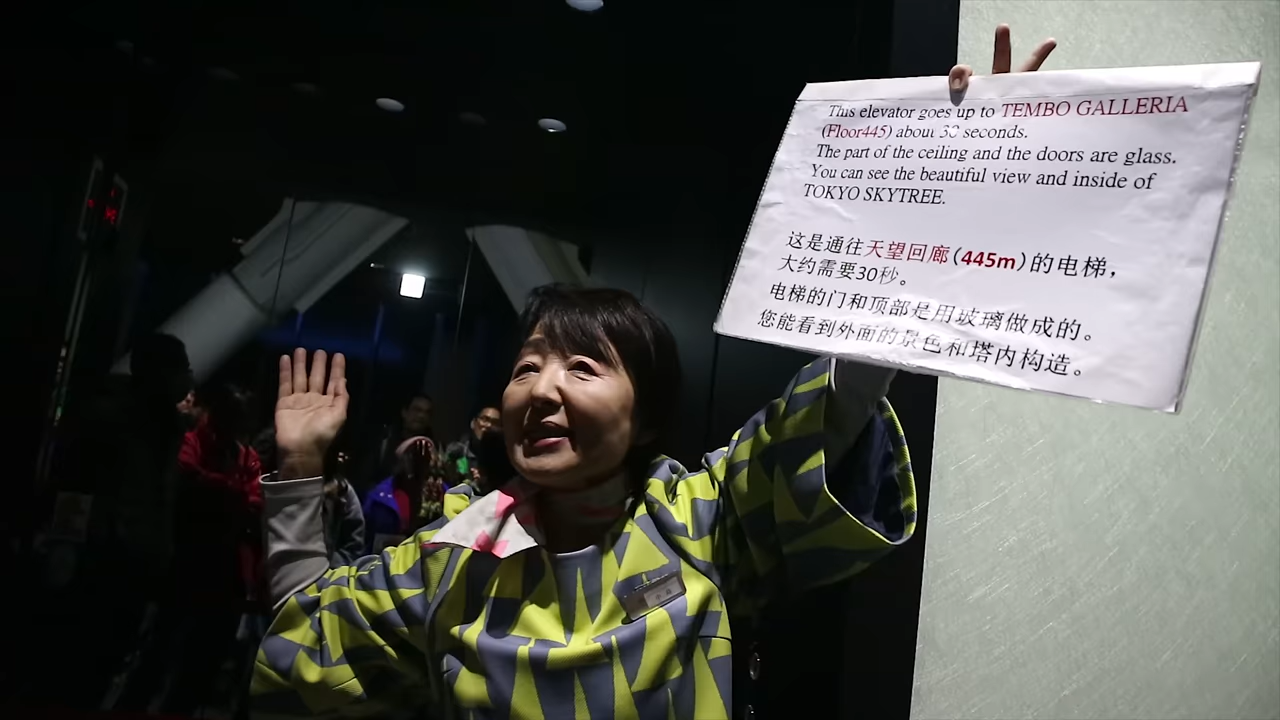 This elevator goes up to TEMBO GALLERIA
(Floor445) about 30 seconds.
The part of the ceiling and the doors are glass.
You can see the beautiful view and inside of
TOKYO SKYTREE.
这是通往天望回廊(445m)的电梯，
大约需要30秒。
电梯的门和顶部是用玻璃做成的。
您能看到外面的景色和塔内构造。